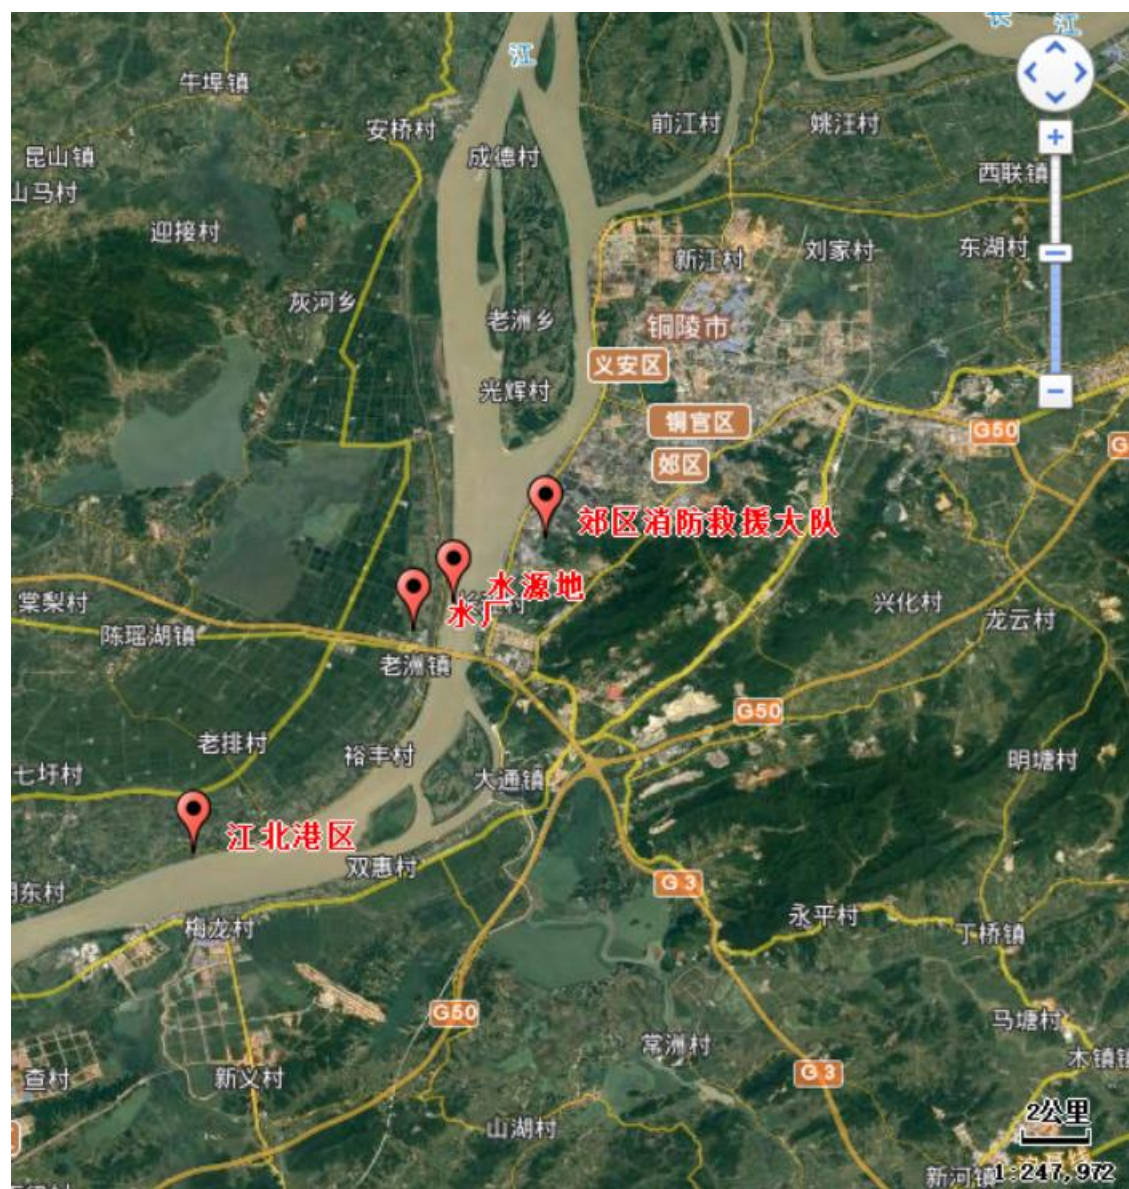 长
江
江
牛埠镇
安桥村
前江村
姚汪村
昆山镇
成德村
西联镇
山马村
迎接村
新江村
刘家村
东湖村
灰河乡
老洲乡
铜陵市
义安区
光辉村
铜官区
G50
郊区
郊区消防救援大队
水源地
水厂
棠梨村
陈瑶湖镇
兴化村
龙云村
老洲镇
G50
老排村
裕丰村
七圩村
大通镇
明塘村
江北港区
双惠村
G3
梅龙村
永平村
丁桥镇
G50
马塘村
常洲村
木镇镇
查村
新义村
G3
山湖村
2公里
新河镇
1:247,972